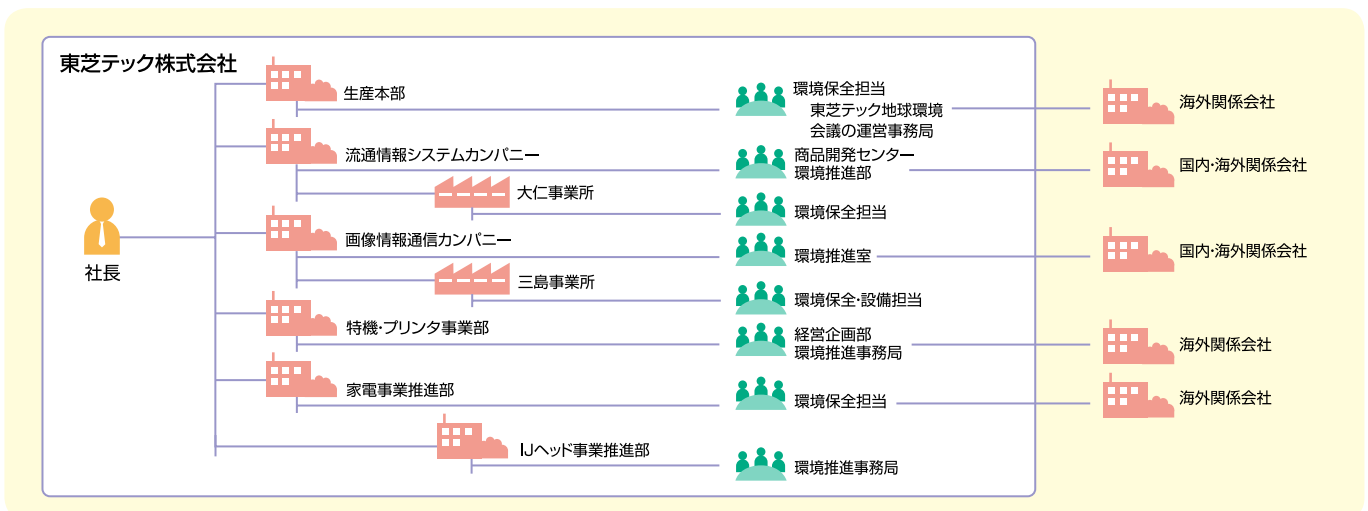 東芝テック株式会社
社長
生産本部
環境保全担当
東芝テック地球環境
会議の運営事務局
海外関係会社
流通情報システムカンパニー
商品開発センター
環境推進部
国内・海外関係会社
大仁事業所
環境保全担当
画像情報通信カンパニー
環境推進室
国内・海外関係会社
三島事業所
環境保全・設備担当
特機・プリンタ事業部
経営企画部
環境推進事務局
海外関係会社
家電事業推進部
環境保全担当
海外関係会社
IJヘッド事業推進部
環境推進事務局